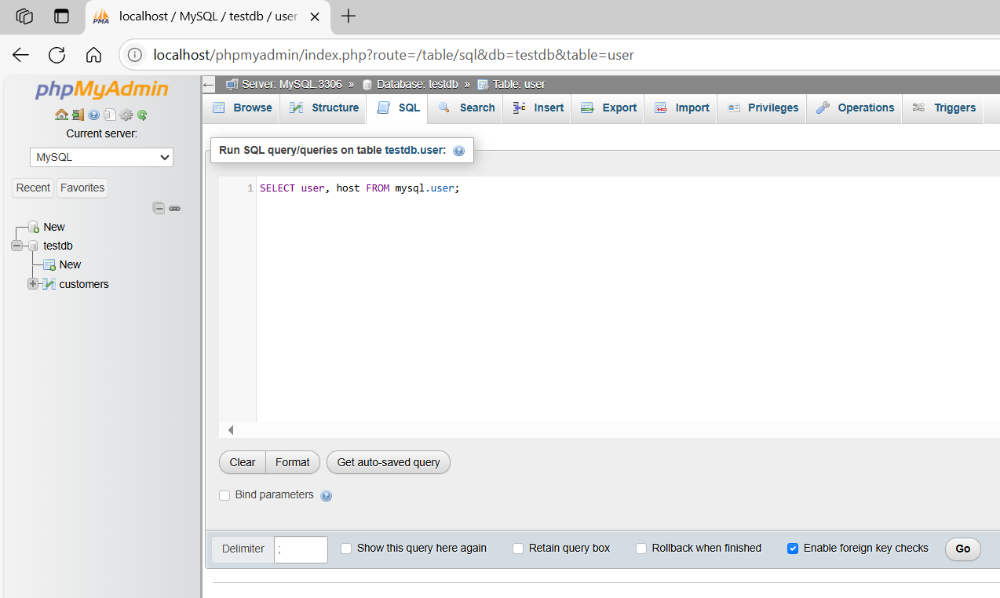 localhost / MySQL / testdb / user
localhost/phpmyadmin/index.php?route=/table/sql&db=testdb&table=user
phpMyAdmin
Current server:
MySQL
Recent Favorites
New
testdb
New
customers
Server: MySQL:3306 » Database: testdb » Table: user
Browse Structure SQL Search Insert Export Import Privileges Operations Triggers
Run SQL query/queries on table testdb.user:
1 SELECT user, host FROM mysql.user;
Clear Format Get auto-saved query
Bind parameters
Delimiter ; Show this query here again Retain query box Rollback when finished Enable foreign key checks Go